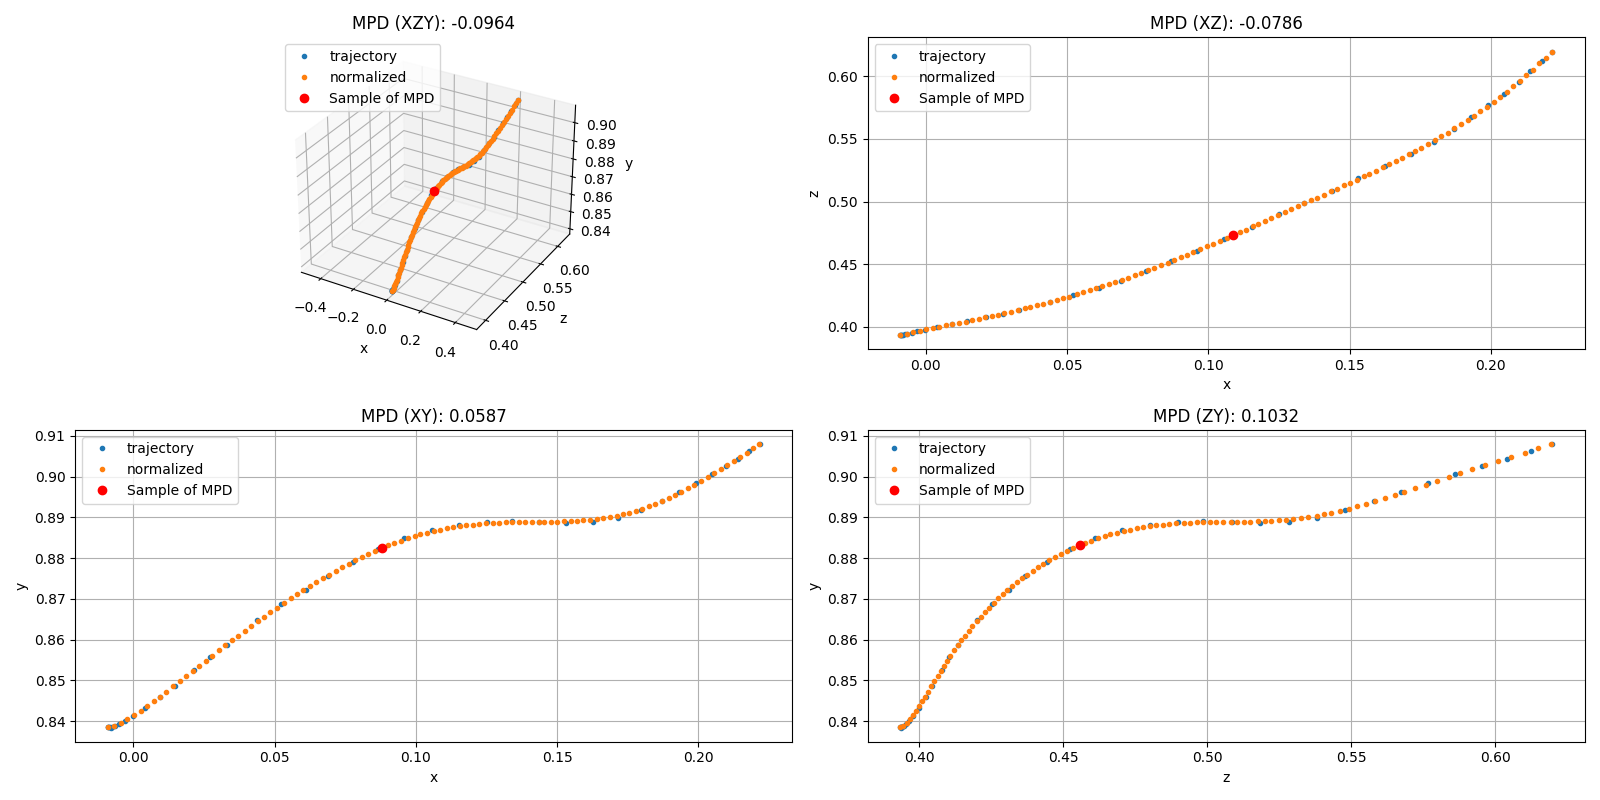 MPD (XZY): -0.0964
trajectory
normalized
Sample of MPD
0.90
0.89
0.88
0.87
0.86
0.85
0.84
y
0.60
0.55
0.50
0.45
0.40
z
−0.4
−0.2
0.0
0.2
0.4
x
MPD (XZ): -0.0786
trajectory
normalized
Sample of MPD
0.60
0.55
0.50
0.45
0.40
z
0.00 0.05 0.10 0.15 0.20
x
MPD (XY): 0.0587
trajectory
normalized
Sample of MPD
0.91
0.90
0.89
0.88
0.87
0.86
0.85
0.84
y
0.00 0.05 0.10 0.15 0.20
x
MPD (ZY): 0.1032
trajectory
normalized
Sample of MPD
0.91
0.90
0.89
0.88
0.87
0.86
0.85
0.84
y
0.40 0.45 0.50 0.55 0.60
z